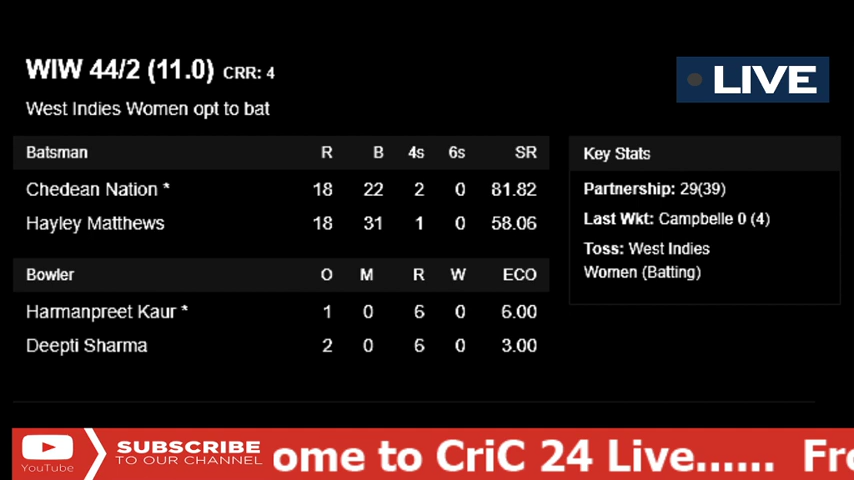 WIW 44/2 (11.0) CRR: 4
LIVE
West Indies Women opt to bat
Batsman R B 4s 6s SR
Chedean Nation * 18 22 2 0 81.82
Hayley Matthews 18 31 1 0 58.06
Bowler O M R W ECO
Harmanpreet Kaur * 1 0 6 0 6.00
Deepti Sharma 2 0 6 0 3.00
Key Stats
Partnership: 29(39)
Last Wkt: Campbelle 0 (4)
Toss: West Indies
Women (Batting)
YouTube
SUBSCRIBE
TO OUR CHANNEL
ome to CriC 24 Live...... Fro